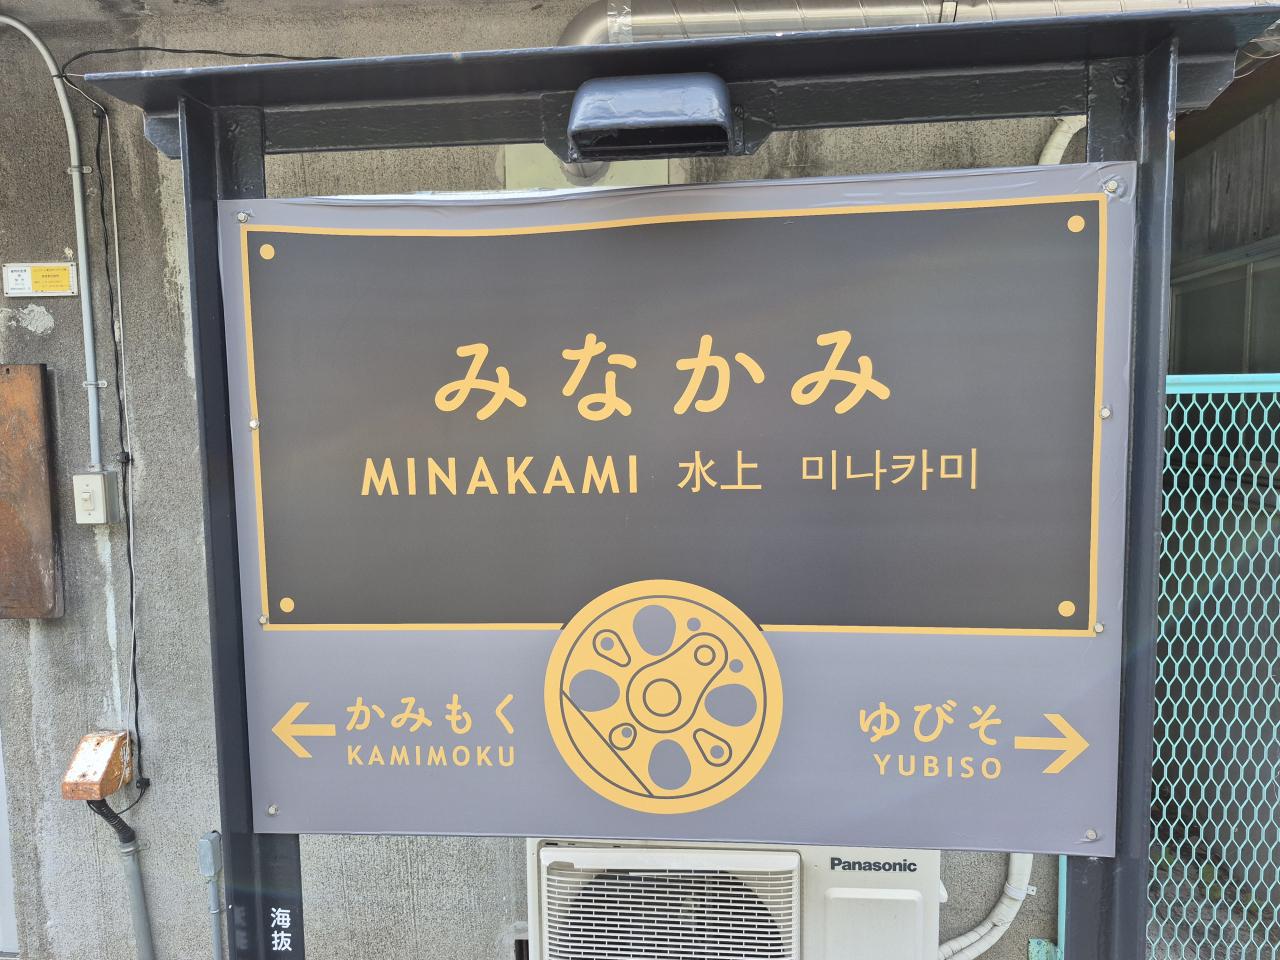 みなかみ
MINAKAMI 水上 미나카미
← かみもく
KAMIMOKU
ゆびそ →
YUBISO
Panasonic
海抜